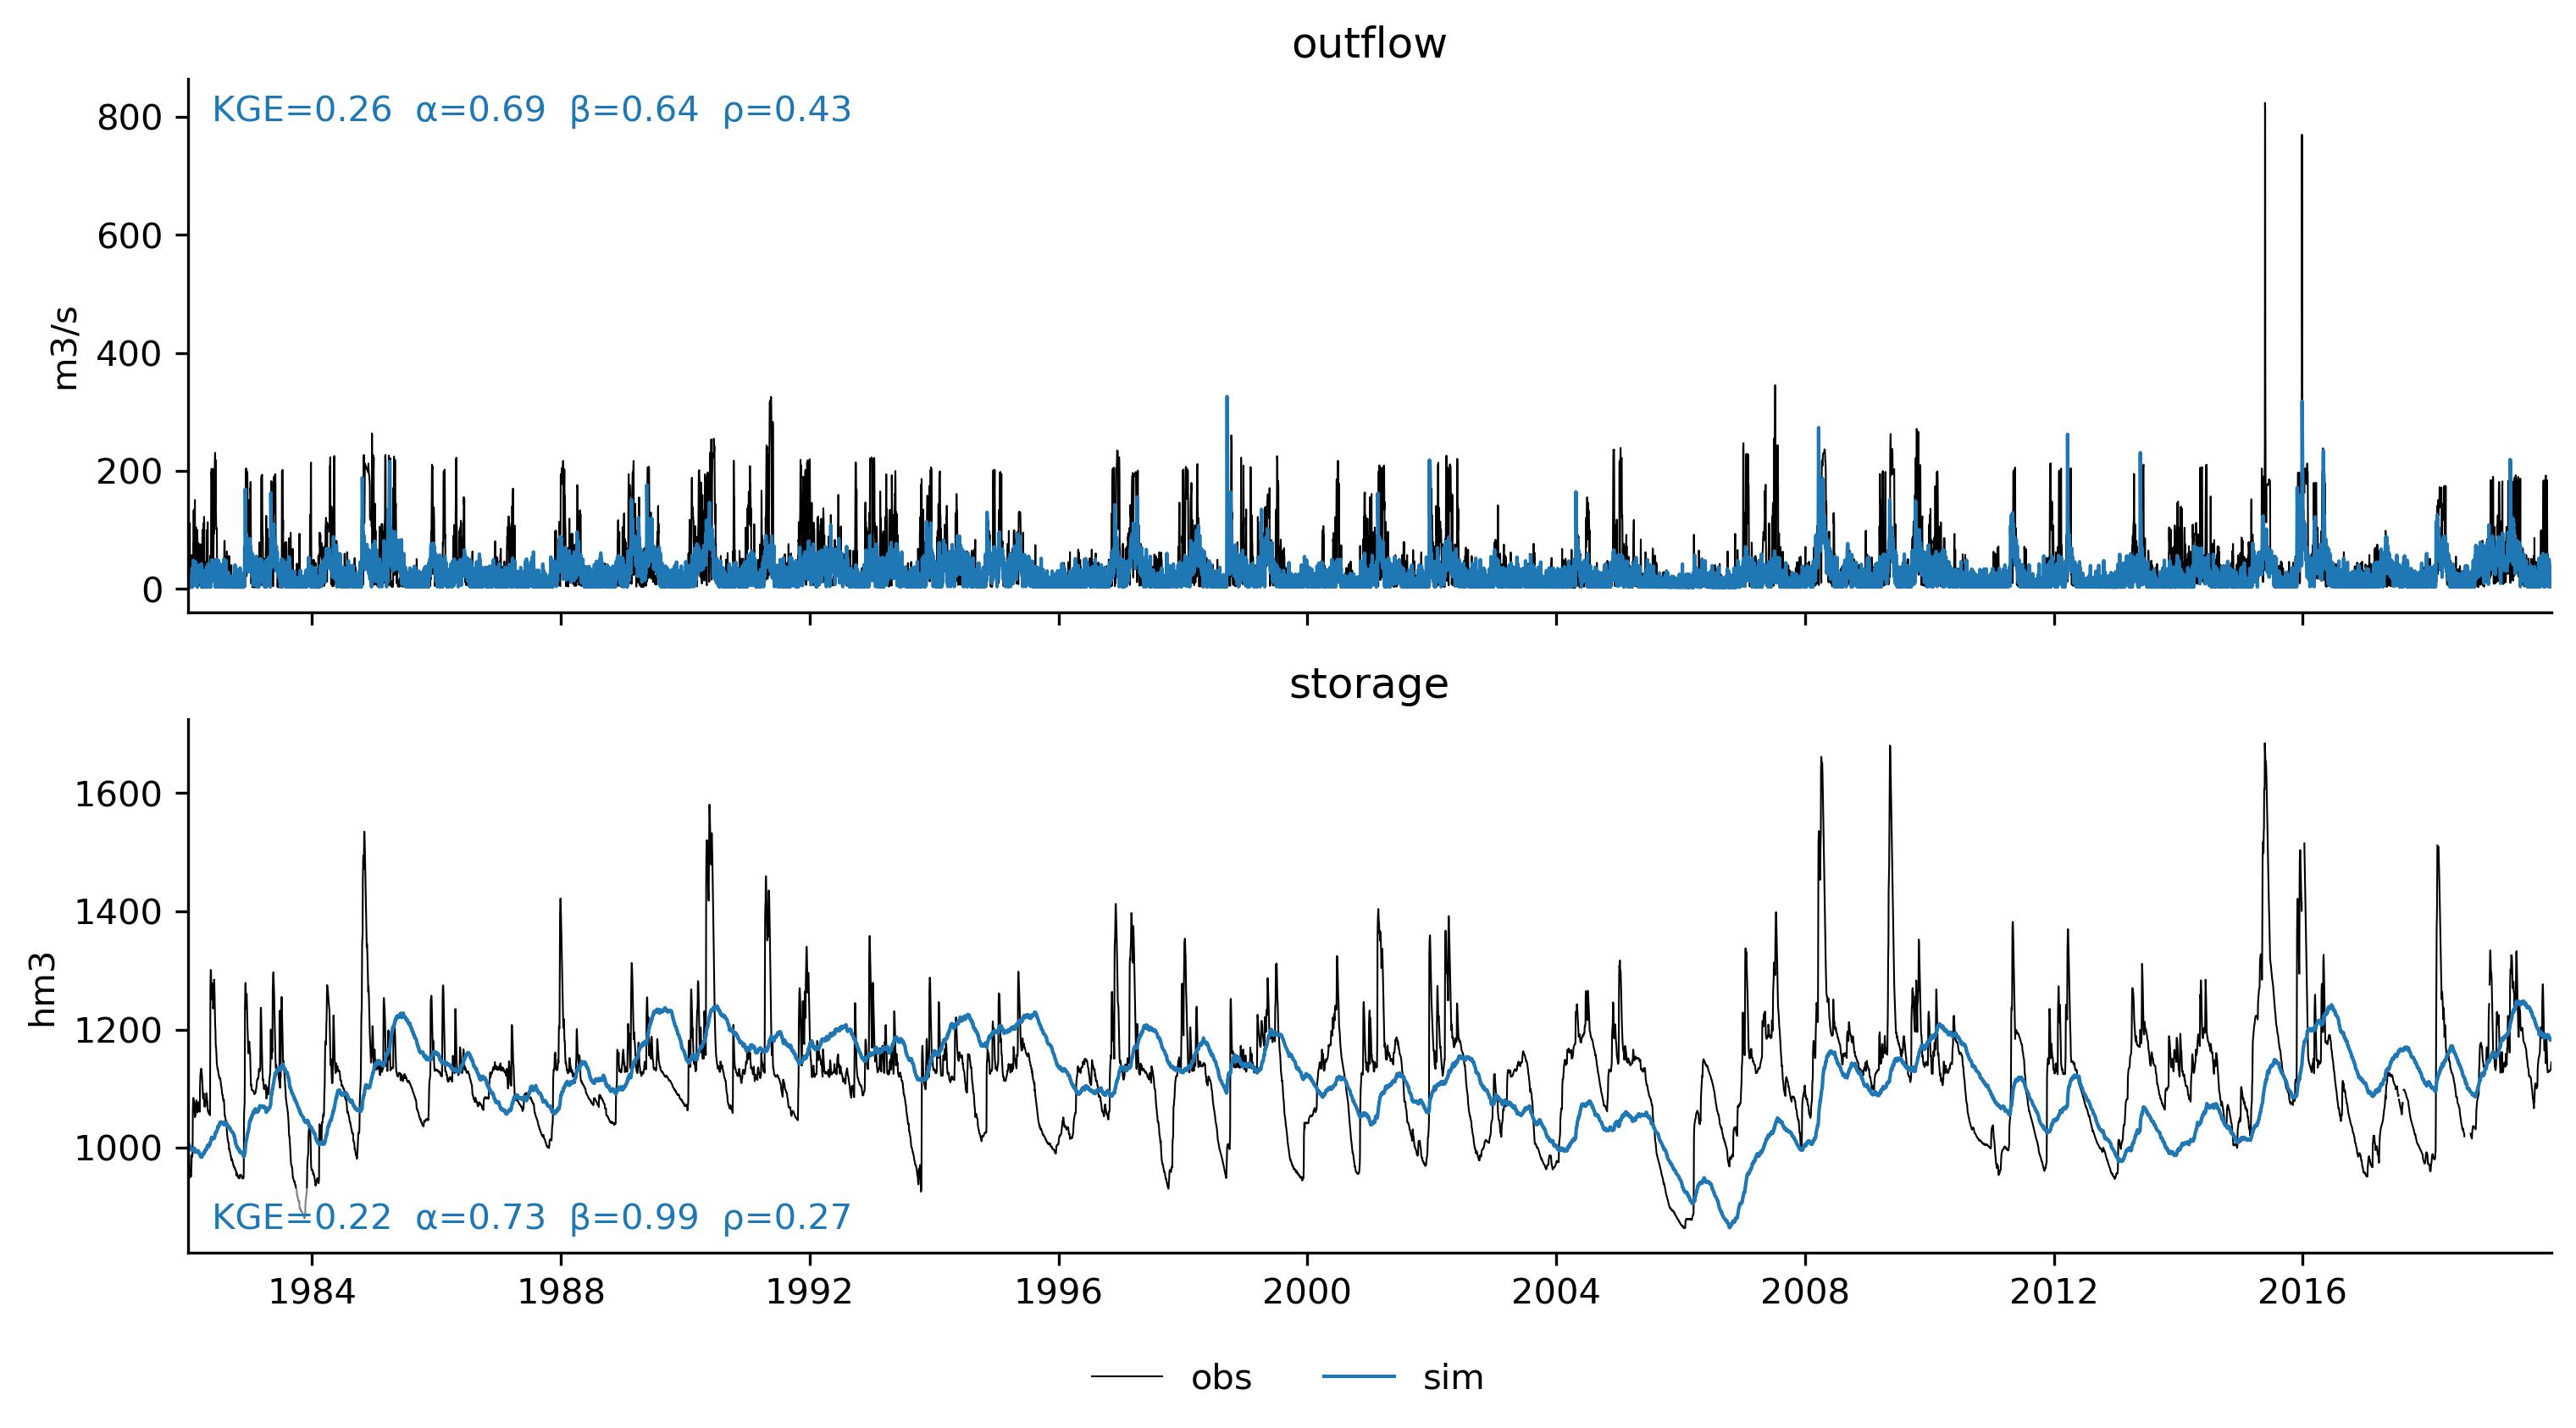 outflow
KGE=0.26 α=0.69 β=0.64 ρ=0.43
800
600
400
200
0
m3/s
storage
1600
1400
1200
1000
hm3
KGE=0.22 α=0.73 β=0.99 ρ=0.27
1984 1988 1992 1996 2000 2004 2008 2012 2016
obs sim